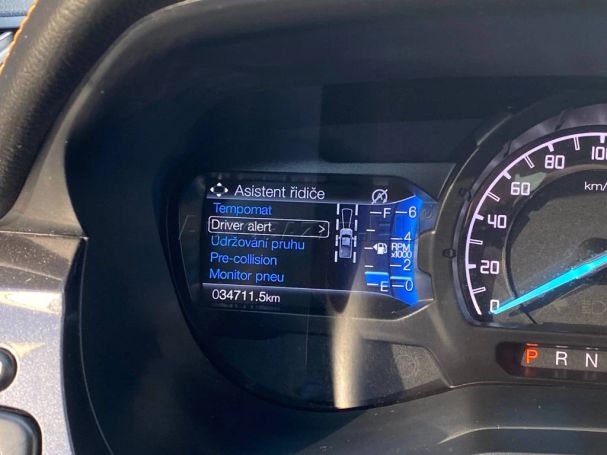 Asistent řidiče
Tempomat
Driver alert >
Udržování pruhu
Pre-collision
Monitor pneu
034711.5km
F 6
4
RPM
x1000
2
E 0
0 20 40 60 80 100
km/
P R N